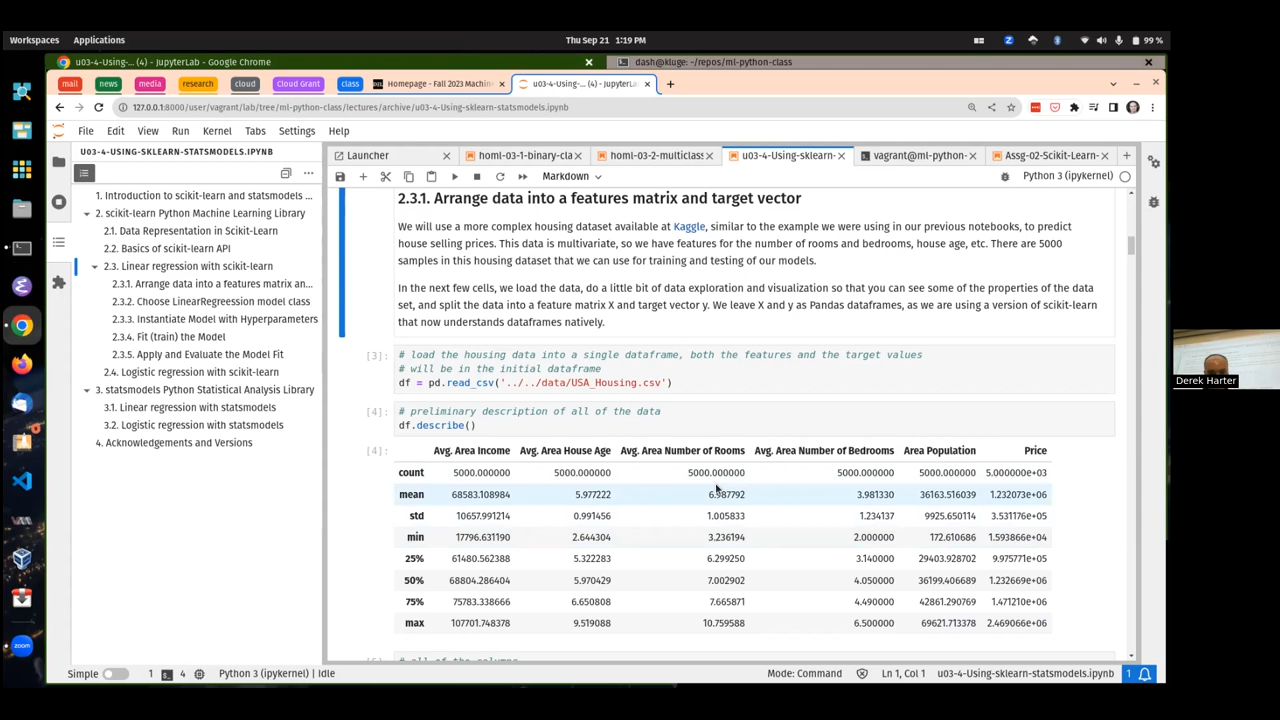 Workspaces Applications Thu Sep 21 1:19 PM 99 %
u03-4-Using-... (4) - JupyterLab - Google Chrome dash@kluge: ~/repos/ml-python-class
mail news media research cloud Cloud Grant class Homepage - Fall 2023 Machin u03-4-Using-... (4) - JupyterLa
127.0.0.1:8000/user/vagrant/lab/tree/ml-python-class/lectures/archive/u03-4-Using-sklearn-statsmodels.ipynb
File Edit View Run Kernel Tabs Settings Help
U03-4-USING-SKLEARN-STATSMODELS.IPYNB
Launcher homl-03-1-binary-cla homl-03-2-multiclass u03-4-Using-sklearn- vagrant@ml-python- Assg-02-Scikit-Learn-
Markdown Python 3 (ipykernel)
1. Introduction to scikit-learn and statsmodels ...
2. scikit-learn Python Machine Learning Library
2.1. Data Representation in Scikit-Learn
2.2. Basics of scikit-learn API
2.3. Linear regression with scikit-learn
2.3.1. Arrange data into a features matrix an...
2.3.2. Choose LinearRegreession model class
2.3.3. Instantiate Model with Hyperparameters
2.3.4. Fit (train) the Model
2.3.5. Apply and Evaluate the Model Fit
2.4. Logistic regression with scikit-learn
3. statsmodels Python Statistical Analysis Library
3.1. Linear regression with statsmodels
3.2. Logistic regression with statsmodels
4. Acknowledgements and Versions
2.3.1. Arrange data into a features matrix and target vector
We will use a more complex housing dataset available at Kaggle, similar to the example we were using in our previous notebooks, to predict
house selling prices. This data is multivariate, so we have features for the number of rooms and bedrooms, house age, etc. There are 5000
samples in this housing dataset that we can use for training and testing of our models.
In the next few cells, we load the data, do a little bit of data exploration and visualization so that you can see some of the properties of the data
set, and split the data into a feature matrix X and target vector y. We leave X and y as Pandas dataframes, as we are using a version of scikit-learn
that now understands dataframes natively.
[3]: # load the housing data into a single dataframe, both the features and the target values
# will be in the initial dataframe
df = pd.read_csv('../../data/USA_Housing.csv')
[4]: # preliminary description of all of the data
df.describe()
[4]: Avg. Area Income Avg. Area House Age Avg. Area Number of Rooms Avg. Area Number of Bedrooms Area Population Price
count 5000.000000 5000.000000 5000.000000 5000.000000 5000.000000 5.000000e+03
mean 68583.108984 5.977222 6.987792 3.981330 36163.516039 1.232073e+06
std 10657.991214 0.991456 1.005833 1.234137 9925.650114 3.531176e+05
min 17796.631190 2.644304 3.236194 2.000000 172.610686 1.593866e+04
25% 61480.562388 5.322283 6.299250 3.140000 29403.928702 9.975771e+05
50% 68804.286404 5.970429 7.002902 4.050000 36199.406689 1.232669e+06
75% 75783.338666 6.650808 7.665871 4.490000 42861.290769 1.471210e+06
max 107701.748378 9.519088 10.759588 6.500000 69621.713378 2.469066e+06
Simple 1 4 Python 3 (ipykernel) | Idle Mode: Command Ln 1, Col 1 u03-4-Using-sklearn-statsmodels.ipynb 1
Derek Harter